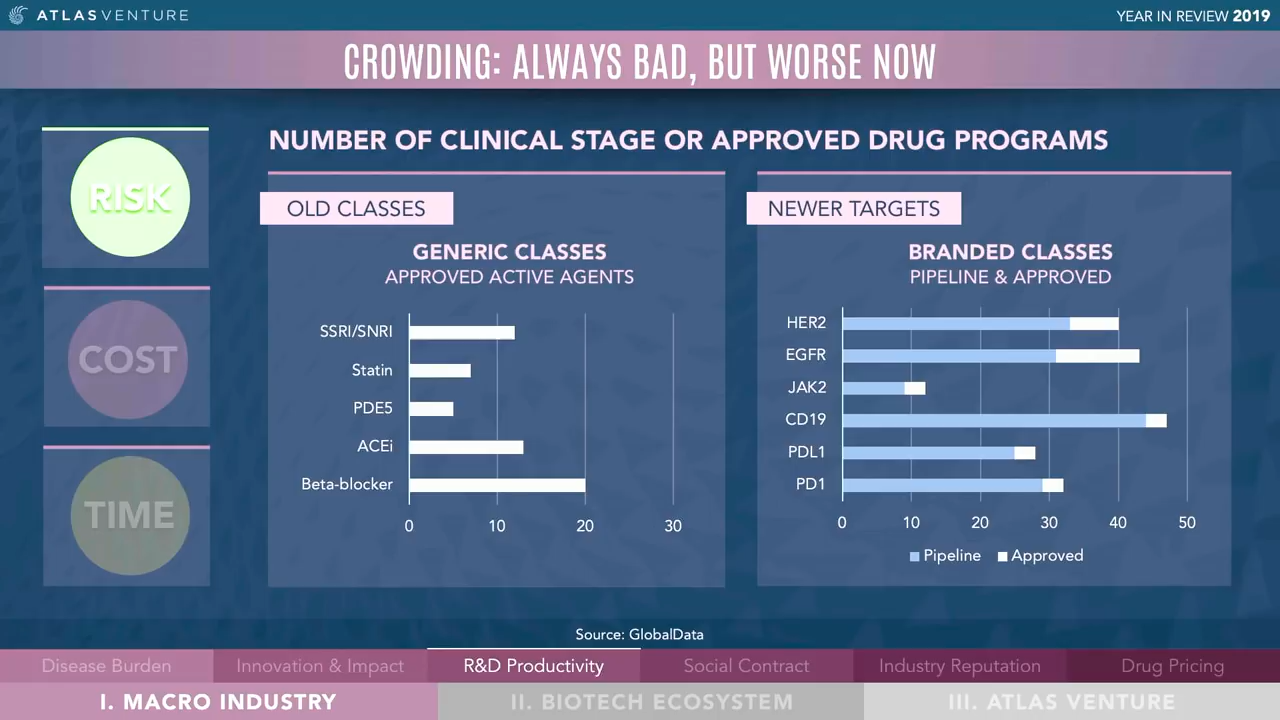 ATLAS VENTURE
YEAR IN REVIEW 2019
CROWDING: ALWAYS BAD, BUT WORSE NOW
RISK
COST
TIME
NUMBER OF CLINICAL STAGE OR APPROVED DRUG PROGRAMS
OLD CLASSES
GENERIC CLASSES
APPROVED ACTIVE AGENTS
SSRI/SNRI
Statin
PDE5
ACEi
Beta-blocker
0 10 20 30
NEWER TARGETS
BRANDED CLASSES
PIPELINE & APPROVED
HER2
EGFR
JAK2
CD19
PDL1
PD1
0 10 20 30 40 50
Pipeline Approved
Source: GlobalData
Disease Burden Innovation & Impact R&D Productivity Social Contract Industry Reputation Drug Pricing
I. MACRO INDUSTRY II. BIOTECH ECOSYSTEM III. ATLAS VENTURE